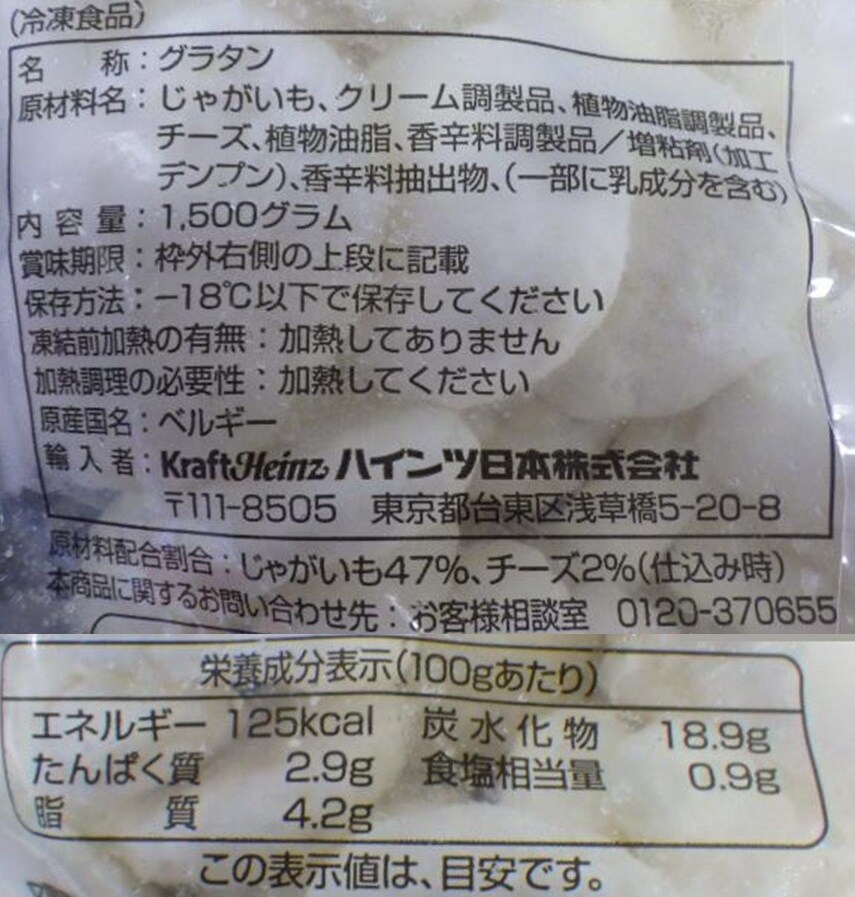 (冷凍食品)
名 称:グラタン
原材料名:じゃがいも、クリーム調製品、植物油脂調製品、
チーズ、植物油脂、香辛料調製品/増粘剤(加工
デンプン)、香辛料抽出物、(一部に乳成分を含む)
内容量:1,500グラム
賞味期限:枠外右側の上段に記載
保存方法:−18℃以下で保存してください
凍結前加熱の有無:加熱してありません
加熱調理の必要性:加熱してください
原産国名:ベルギー
輸入者:KraftHeinz ハインツ日本株式会社
〒111-8505 東京都台東区浅草橋5-20-8
原材料配合割合:じゃがいも47%、チーズ2%(仕込み時)
本商品に関するお問い合わせ先:お客様相談室 0120-370655
栄養成分表示(100gあたり)
エネルギー 125kcal 炭水化物 18.9g
たんぱく質 2.9g 食塩相当量 0.9g
脂質 4.2g
この表示値は、目安です。